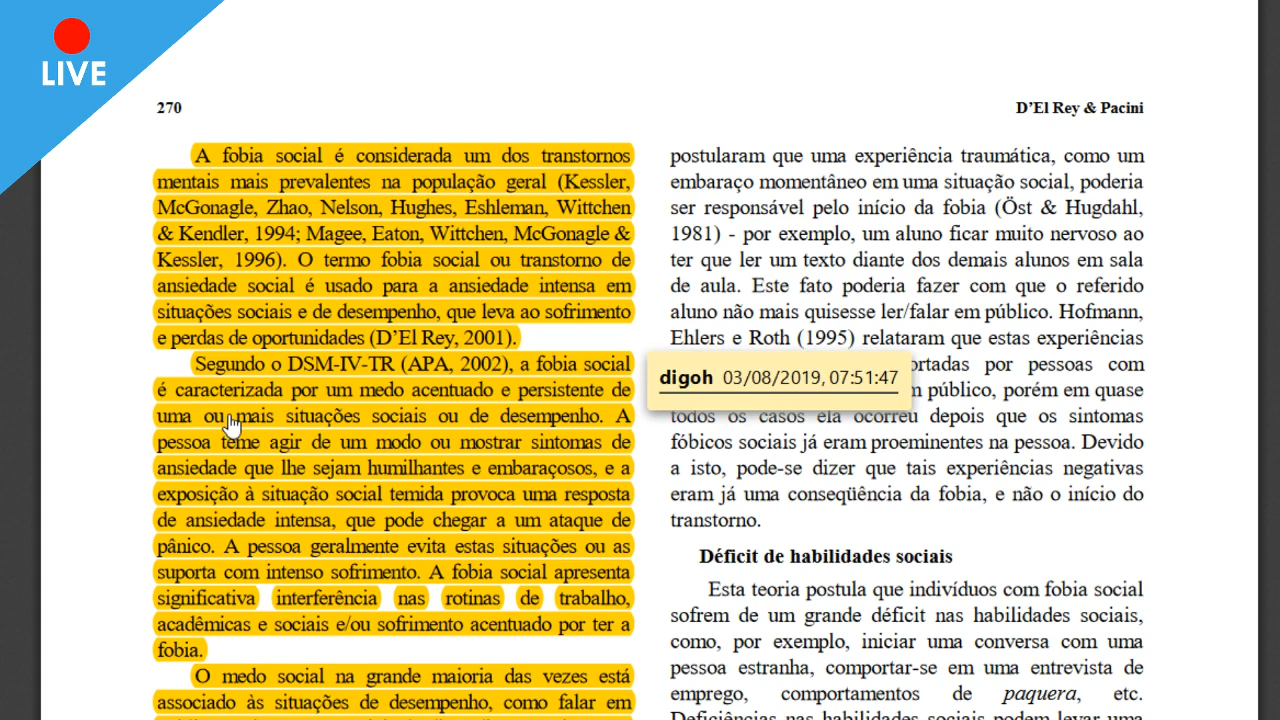 LIVE
270
D’El Rey & Pacini
A fobia social é considerada um dos transtornos
mentais mais prevalentes na população geral (Kessler,
McGonagle, Zhao, Nelson, Hughes, Eshleman, Wittchen
& Kendler, 1994; Magee, Eaton, Wittchen, McGonagle &
Kessler, 1996). O termo fobia social ou transtorno de
ansiedade social é usado para a ansiedade intensa em
situações sociais e de desempenho, que leva ao sofrimento
e perdas de oportunidades (D’El Rey, 2001).
Segundo o DSM-IV-TR (APA, 2002), a fobia social
é caracterizada por um medo acentuado e persistente de
uma ou mais situações sociais ou de desempenho. A
pessoa teme agir de um modo ou mostrar sintomas de
ansiedade que lhe sejam humilhantes e embaraçosos, e a
exposição à situação social temida provoca uma resposta
de ansiedade intensa, que pode chegar a um ataque de
pânico. A pessoa geralmente evita estas situações ou as
suporta com intenso sofrimento. A fobia social apresenta
significativa interferência nas rotinas de trabalho,
acadêmicas e sociais e/ou sofrimento acentuado por ter a
fobia.
O medo social na grande maioria das vezes está
associado às situações de desempenho, como falar em
postularam que uma experiência traumática, como um
embaraço momentâneo em uma situação social, poderia
ser responsável pelo início da fobia (Öst & Hugdahl,
1981) - por exemplo, um aluno ficar muito nervoso ao
ter que ler um texto diante dos demais alunos em sala
de aula. Este fato poderia fazer com que o referido
aluno não mais quisesse ler/falar em público. Hofmann,
Ehlers e Roth (1995) relataram que estas experiências
ortadas por pessoas com
digoh 03/08/2019, 07:51:47
público, porém em quase
todos os casos ela ocorreu depois que os sintomas
fóbicos sociais já eram proeminentes na pessoa. Devido
a isto, pode-se dizer que tais experiências negativas
eram já uma conseqüência da fobia, e não o início do
transtorno.
Déficit de habilidades sociais
Esta teoria postula que indivíduos com fobia social
sofrem de um grande déficit nas habilidades sociais,
como, por exemplo, iniciar uma conversa com uma
pessoa estranha, comportar-se em uma entrevista de
emprego, comportamentos de paquera, etc.
Deficiências nas habilidades sociais podem levar uma